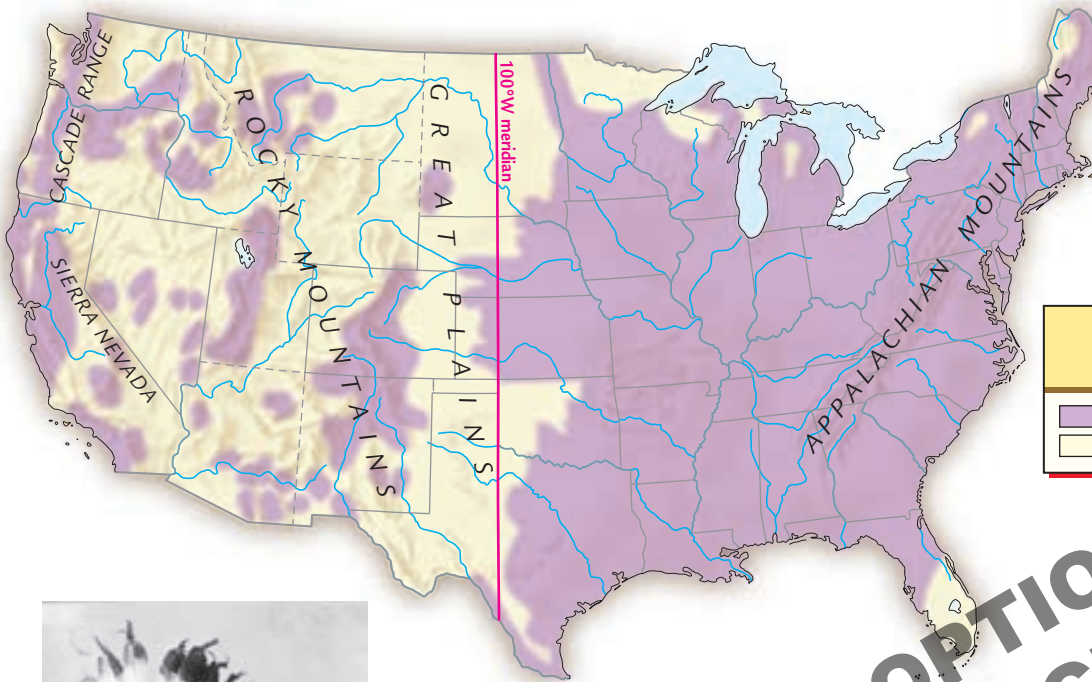 CASCADE RANGE
SIERRA NEVADA
ROCKY MOUNTAINS
GREAT PLAINS
100°W meridian
APPALACHIAN MOUNTAINS
OPTIO